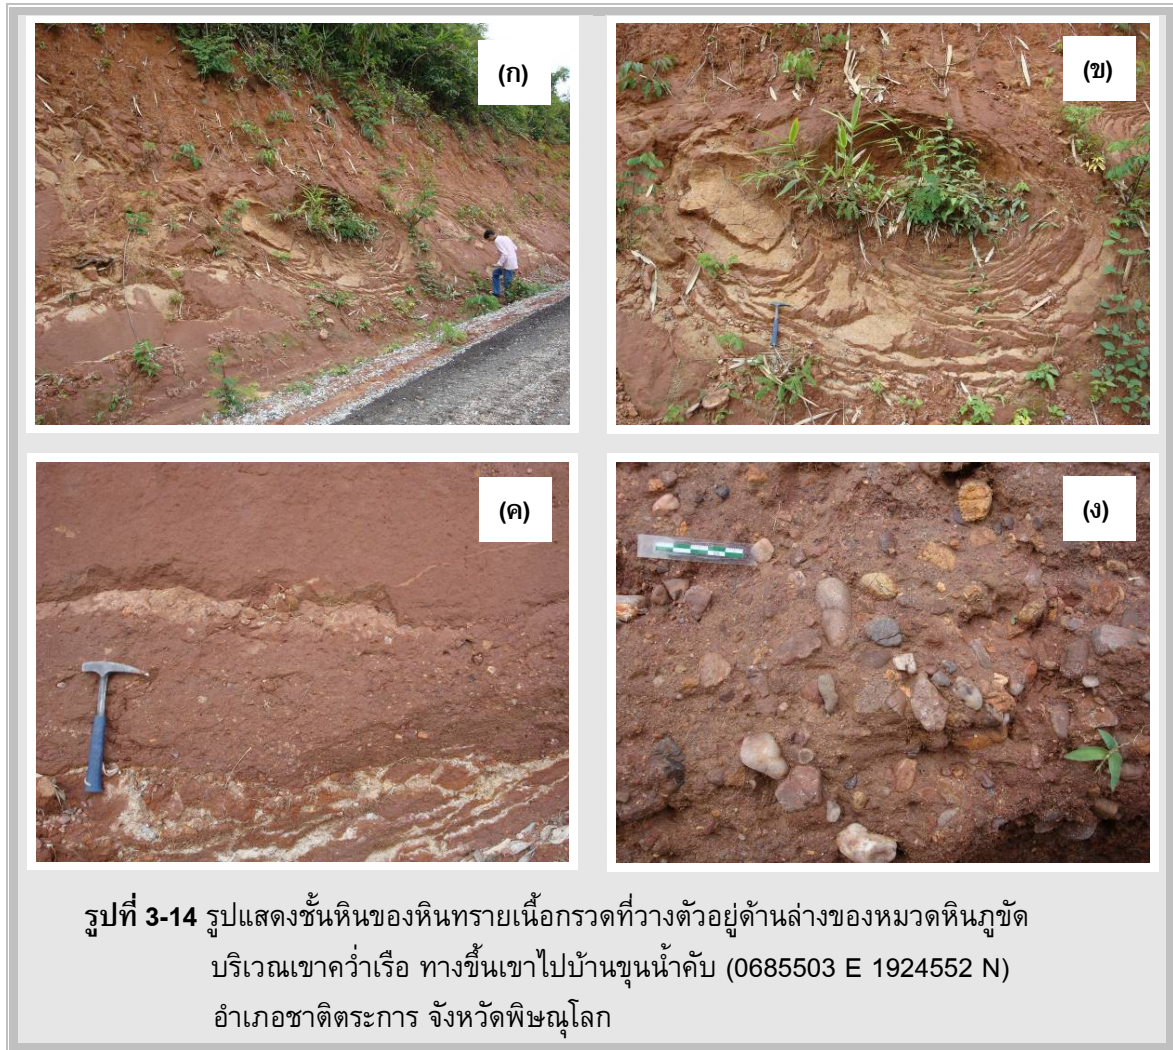 (ก)
(ข)
(ค)
(ง)
รูปที่ 3-14 รูปแสดงชั้นหินของหินทรายเนื้อกรวดที่วางตัวอยู่ด้านล่างของหมวดหินภูขัด
บริเวณเขาคว่ำเรือ ทางขึ้นเขาไปบ้านขุนน้ำคับ (0685503 E 1924552 N)
อำเภอชาติตระการ จังหวัดพิษณุโลก